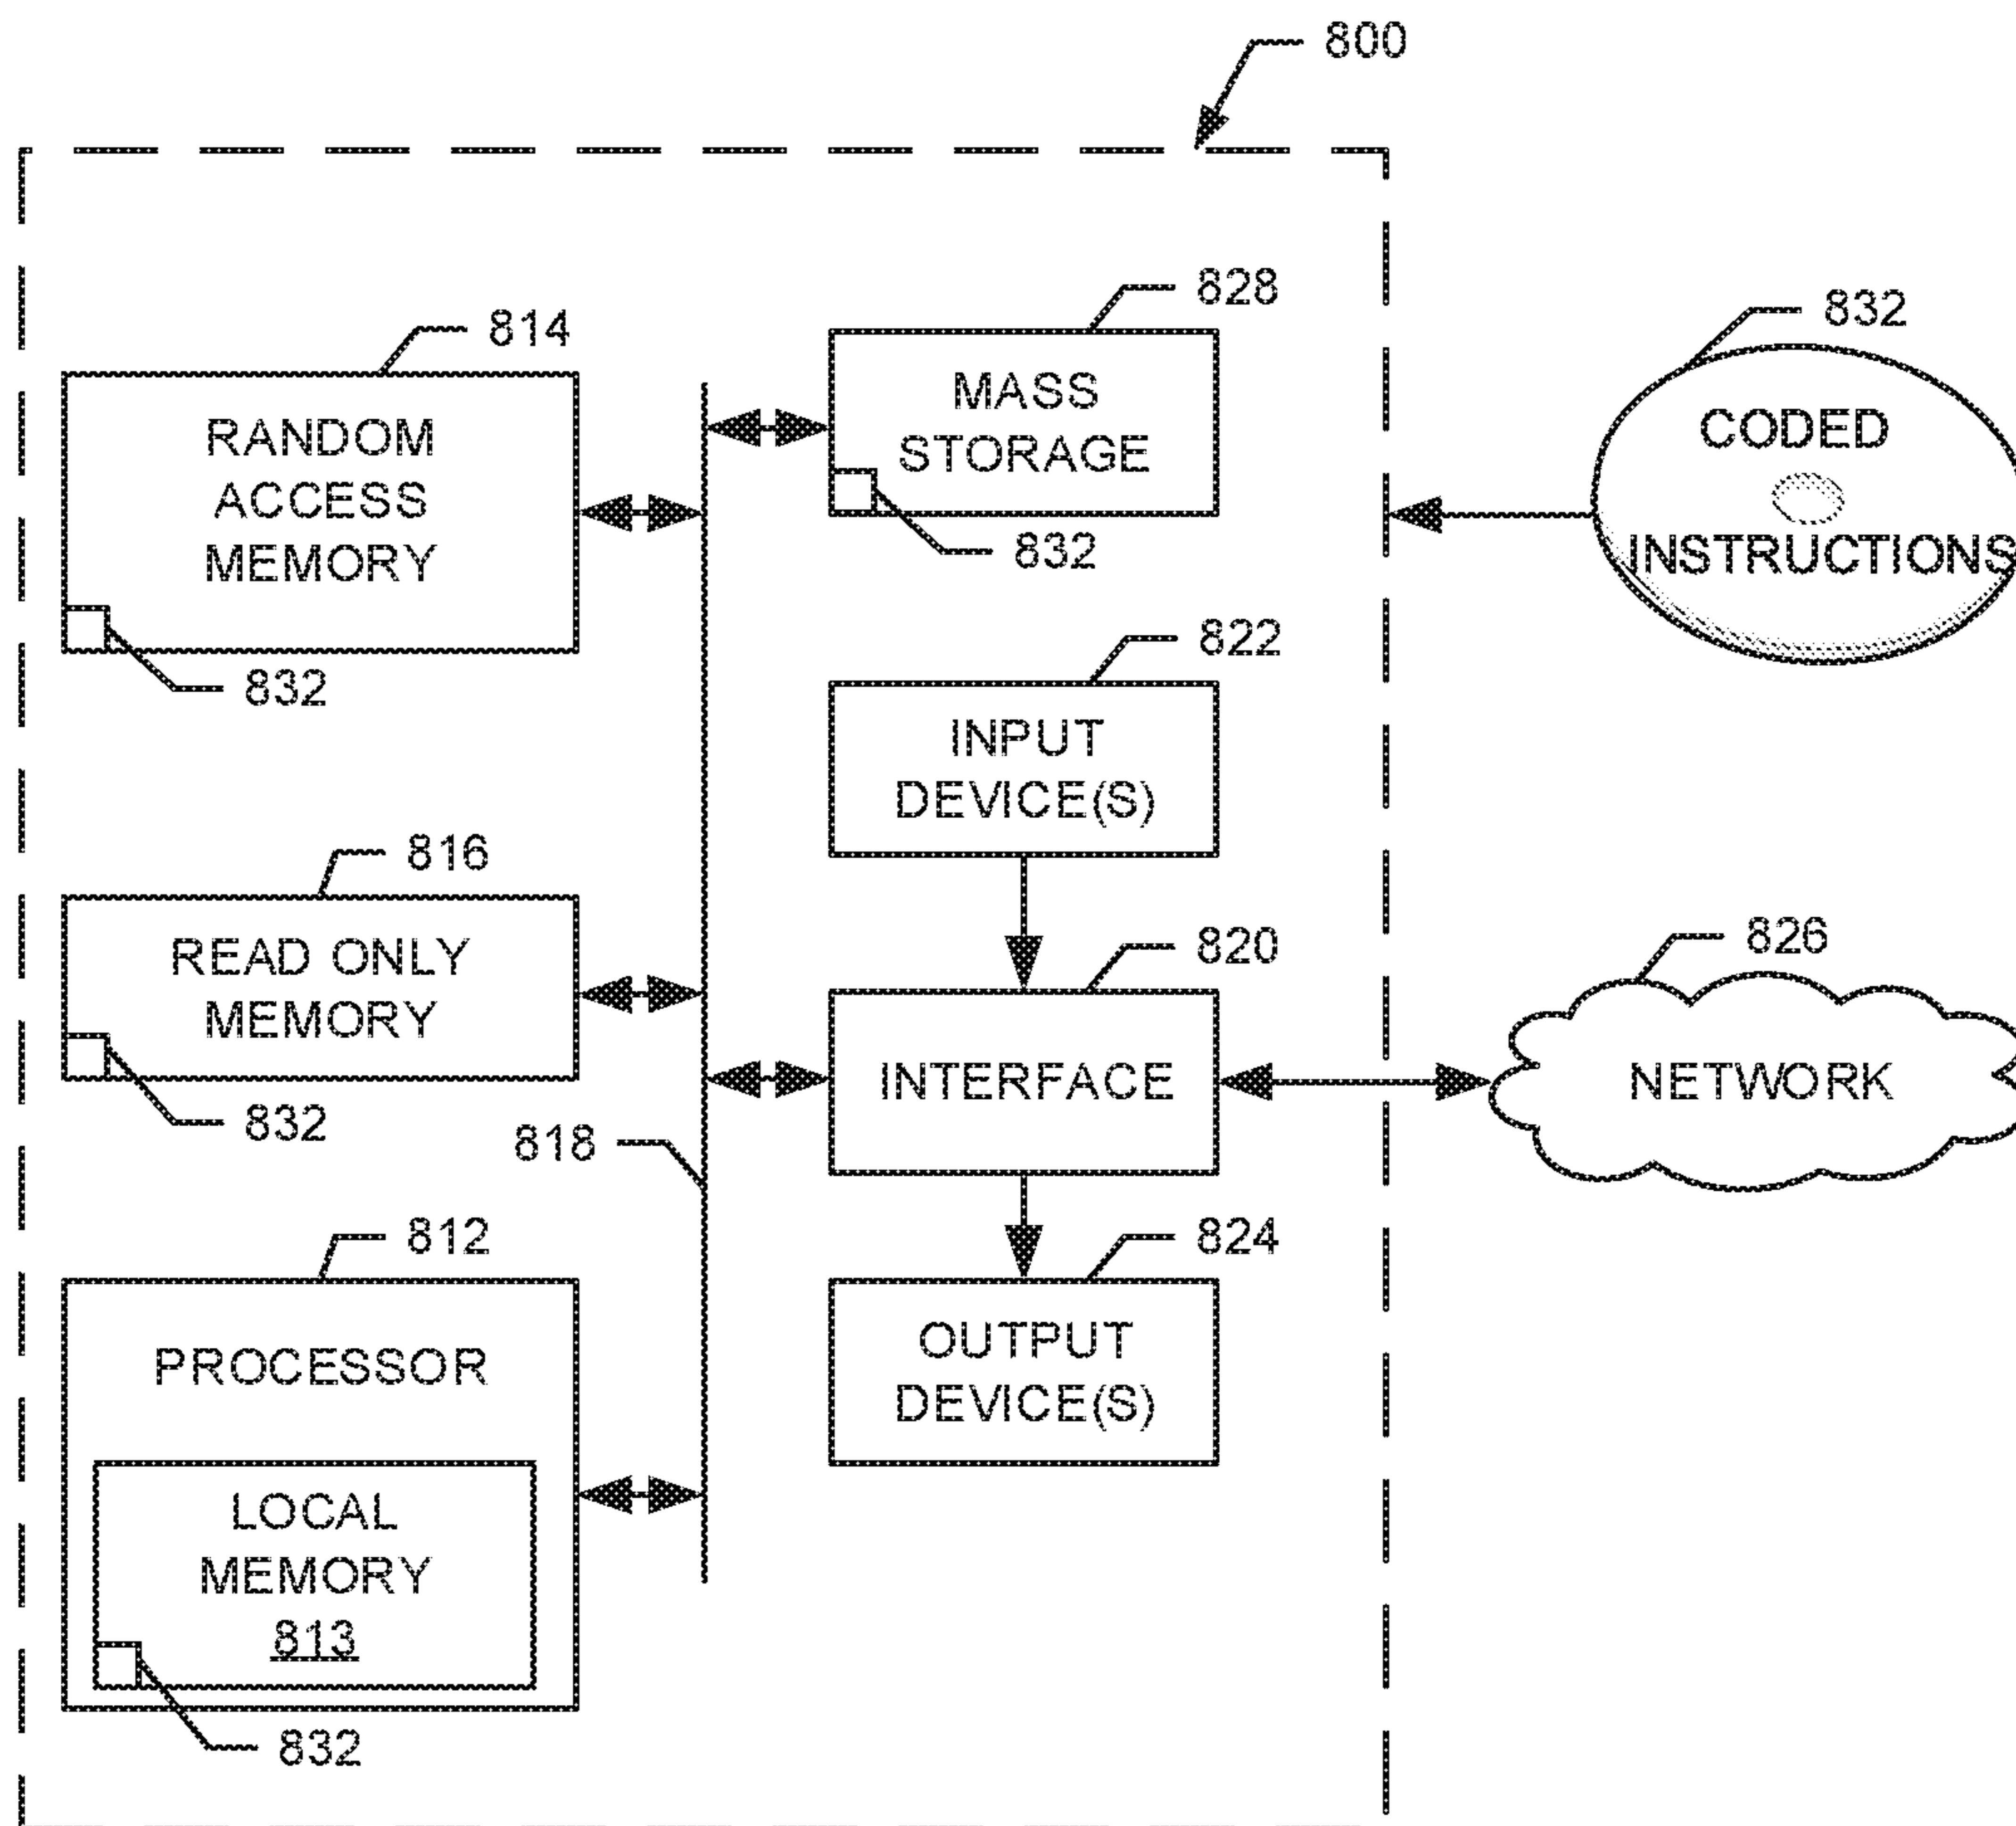 800
828
814
832
MASS
STORAGE
RANDOM
ACCESS
MEMORY
CODED
INSTRUCTIONS
832
832
822
INPUT
DEVICE(S)
816
READ ONLY
MEMORY
820
826
INTERFACE
NETWORK
832
818
812
824
PROCESSOR
OUTPUT
DEVICE(S)
LOCAL
MEMORY
813
832